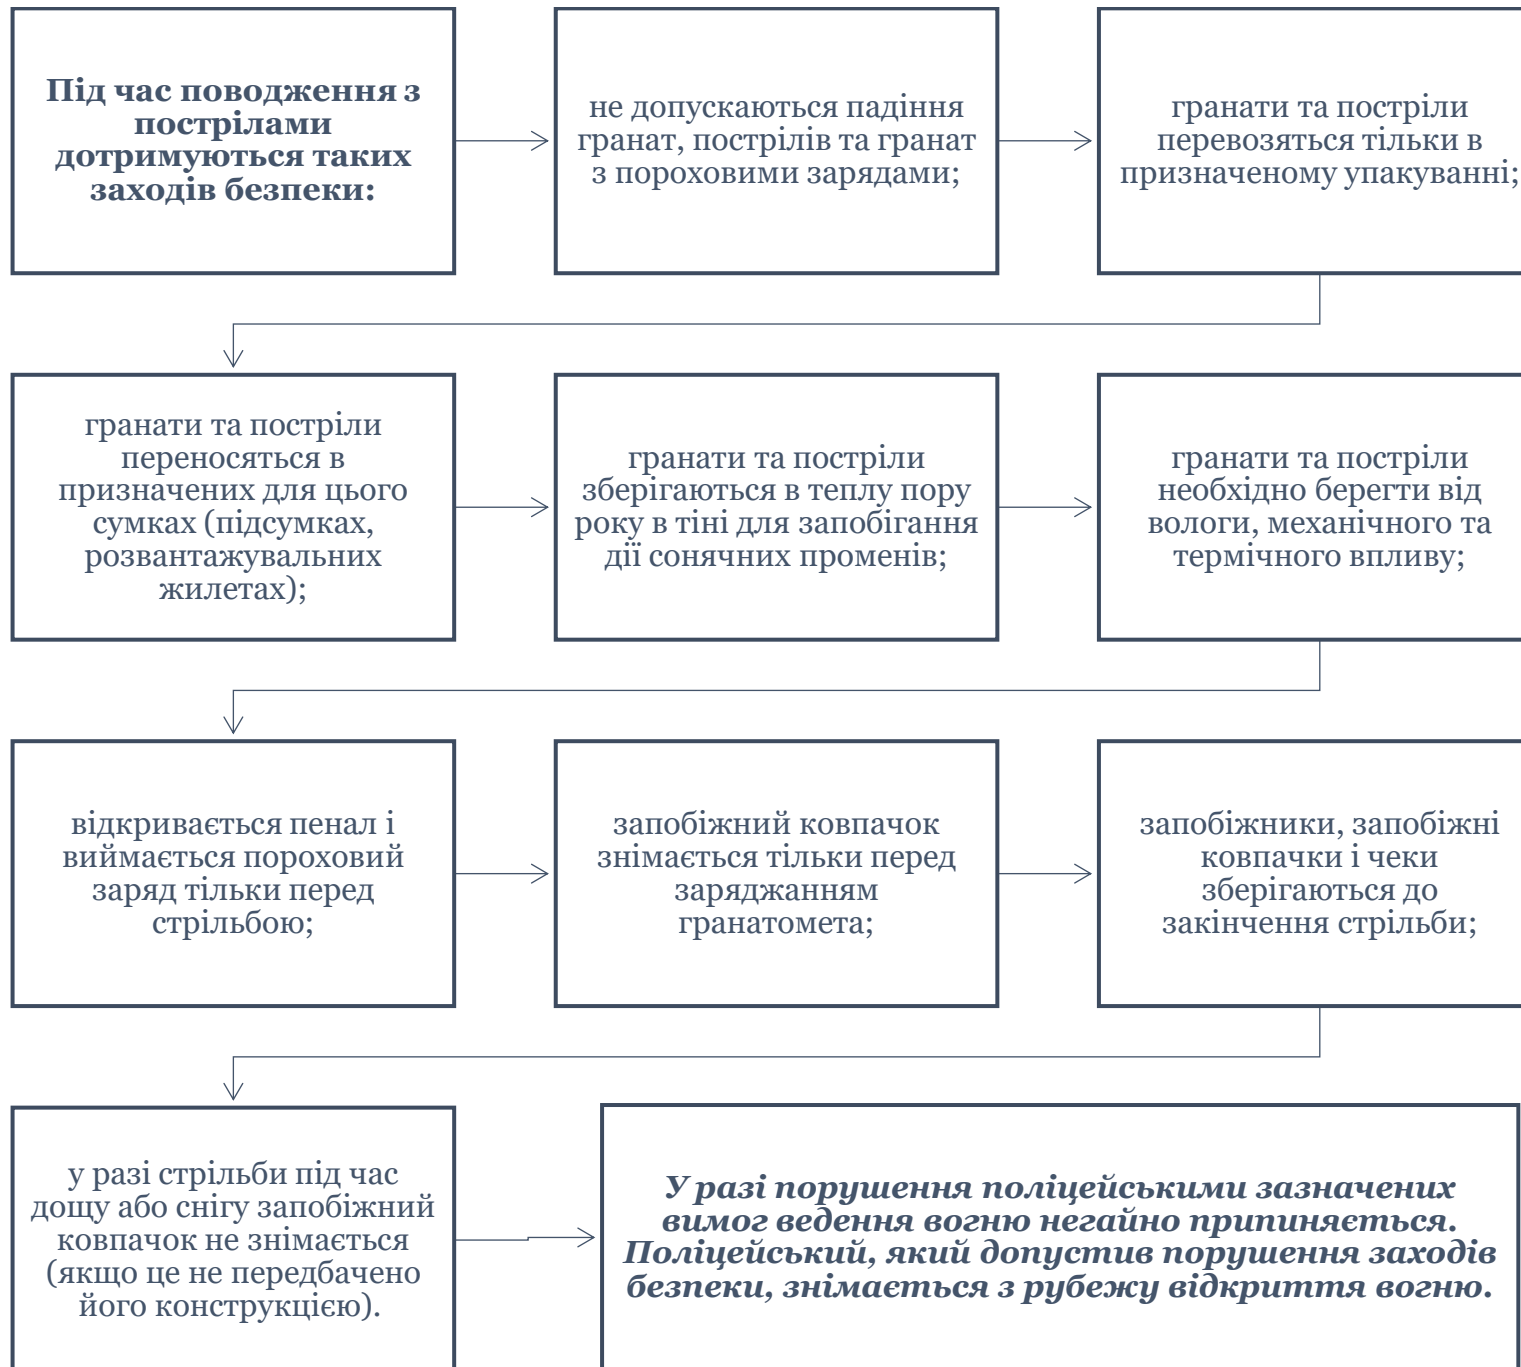 Під час поводження з
пострілами
дотримуються таких
заходів безпеки:
не допускаються падіння
гранат, пострілів та гранат
з пороховими зарядами;
гранати та постріли
перевозяться тільки в
призначеному упакуванні;
гранати та постріли
переносяться в
призначених для цього
сумках (підсумках,
розвантажувальних
жилетах);
гранати та постріли
зберігаються в теплу пору
року в тіні для запобігання
дії сонячних променів;
гранати та постріли
необхідно берегти від
вологи, механічного та
термічного впливу;
відкривається пенал і
виймається пороховий
заряд тільки перед
стрільбою;
запобіжний ковпачок
знімається тільки перед
заряджанням
гранатомета;
запобіжники, запобіжні
ковпачки і чеки
зберігаються до
закінчення стрільби;
у разі стрільби під час
дощу або снігу запобіжний
ковпачок не знімається
(якщо це не передбачено
його конструкцією).
У разі порушення поліцейськими зазначених
вимог ведення вогню негайно припиняється.
Поліцейський, який допустив порушення заходів
безпеки, знімається з рубежу відкриття вогню.